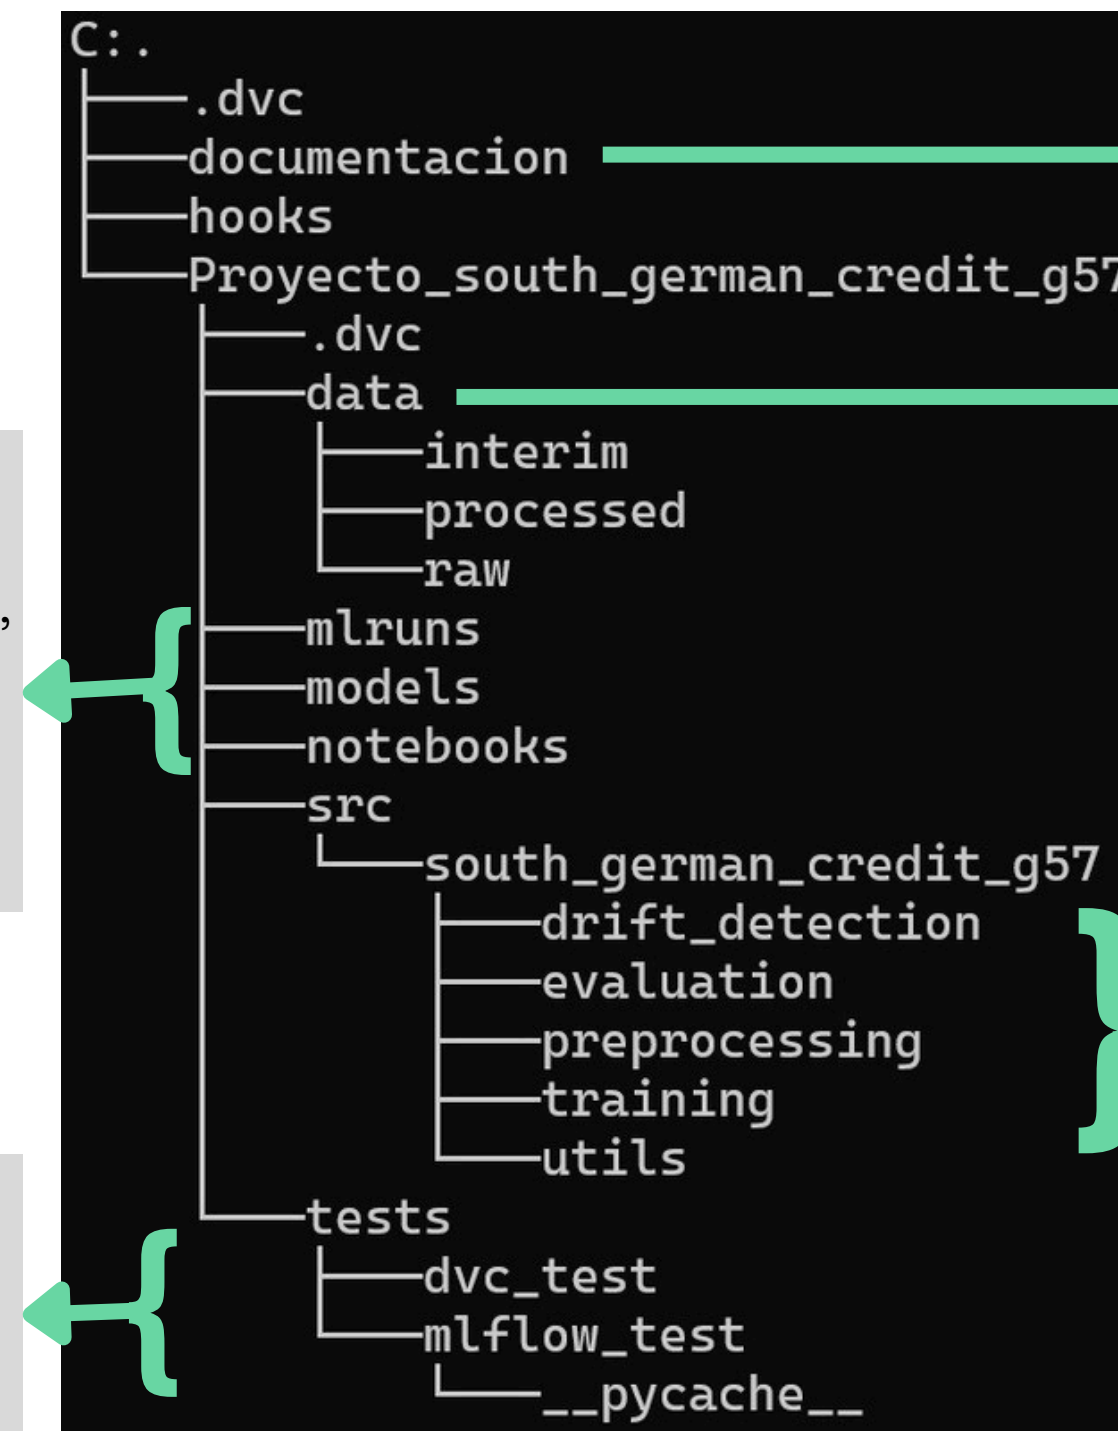 C:.
├───.dvc
├───documentacion
├───hooks
└───Proyecto_south_german_credit_g57
    ├───.dvc
    ├───data
    │   ├───interim
    │   ├───processed
    │   └───raw
    ├───mlruns
    ├───models
    ├───notebooks
    ├───src
    │   └───south_german_credit_g57
    │       ├───drift_detection
    │       ├───evaluation
    │       ├───preprocessing
    │       ├───training
    │       └───utils
    └───tests
        ├───dvc_test
        └───mlflow_test
            └───__pycache__